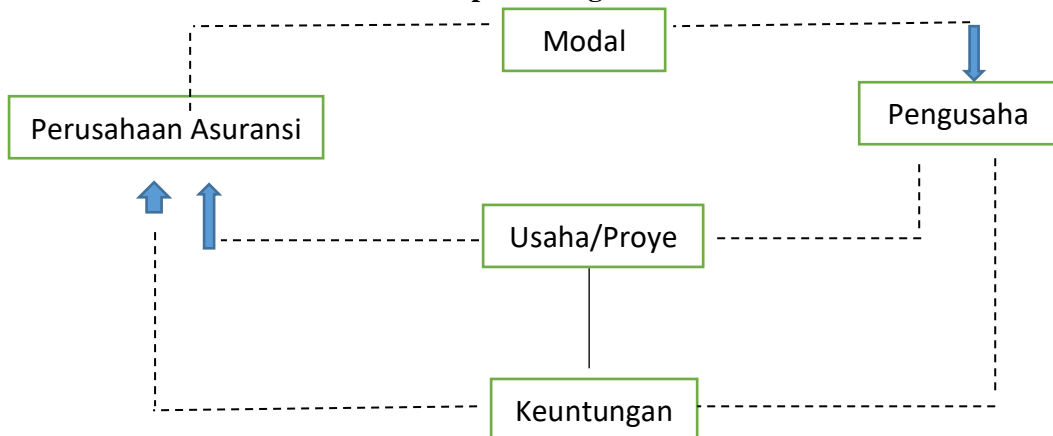 Modal
Perusahaan Asuransi
Pengusaha
Usaha/Proye
Keuntungan